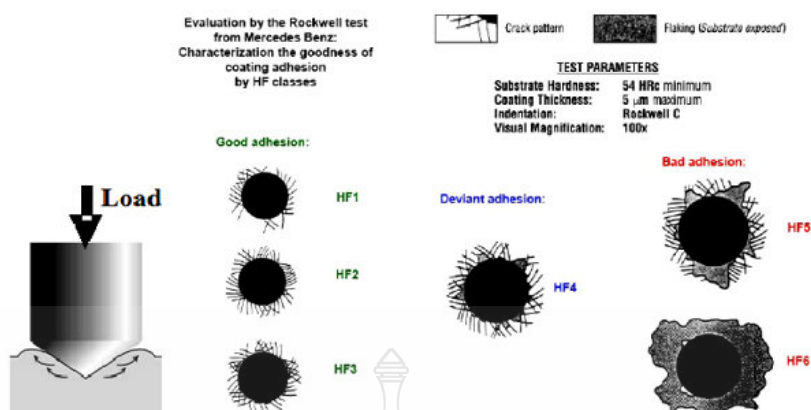 Evaluation by the Rockwell test
from Mercedes Benz:
Characterization the goodness of
coating adhesion
by HF classes
Crack pattern
Flaking (Substrate exposed)
TEST PARAMETERS
Substrate Hardness: 54 HRc minimum
Coating Thickness: 5 μm maximum
Indentation: Rockwell C
Visual Magnification: 100x
Good adhesion:
Bad adhesion:
Load
HF1
Deviant adhesion:
HF5
HF2
HF4
HF3
HF6